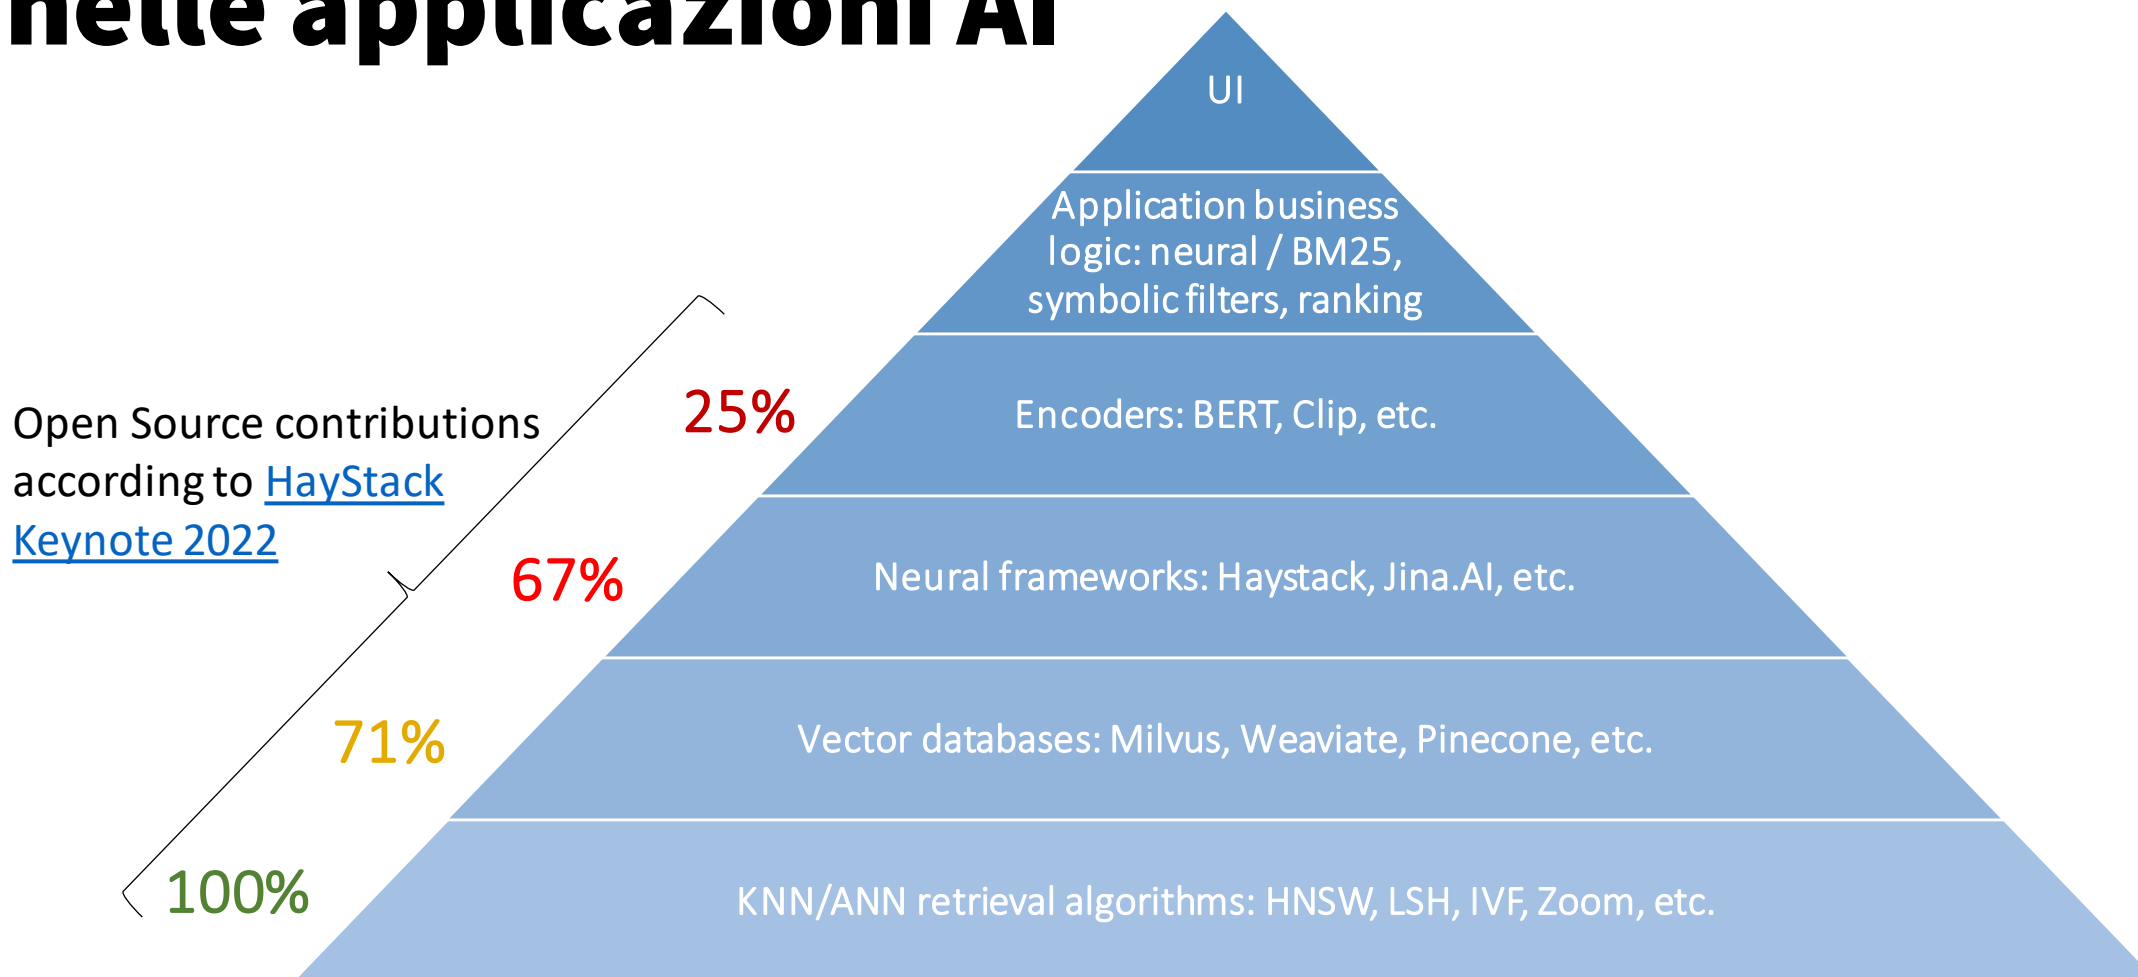 nelle applicazioni AI
UI
Application business
logic: neural / BM25,
symbolic filters, ranking
25%
Encoders: BERT, Clip, etc.
Open Source contributions
according to HayStack
Keynote 2022
67%
Neural frameworks: Haystack, Jina.AI, etc.
71%
Vector databases: Milvus, Weaviate, Pinecone, etc.
100%
KNN/ANN retrieval algorithms: HNSW, LSH, IVF, Zoom, etc.